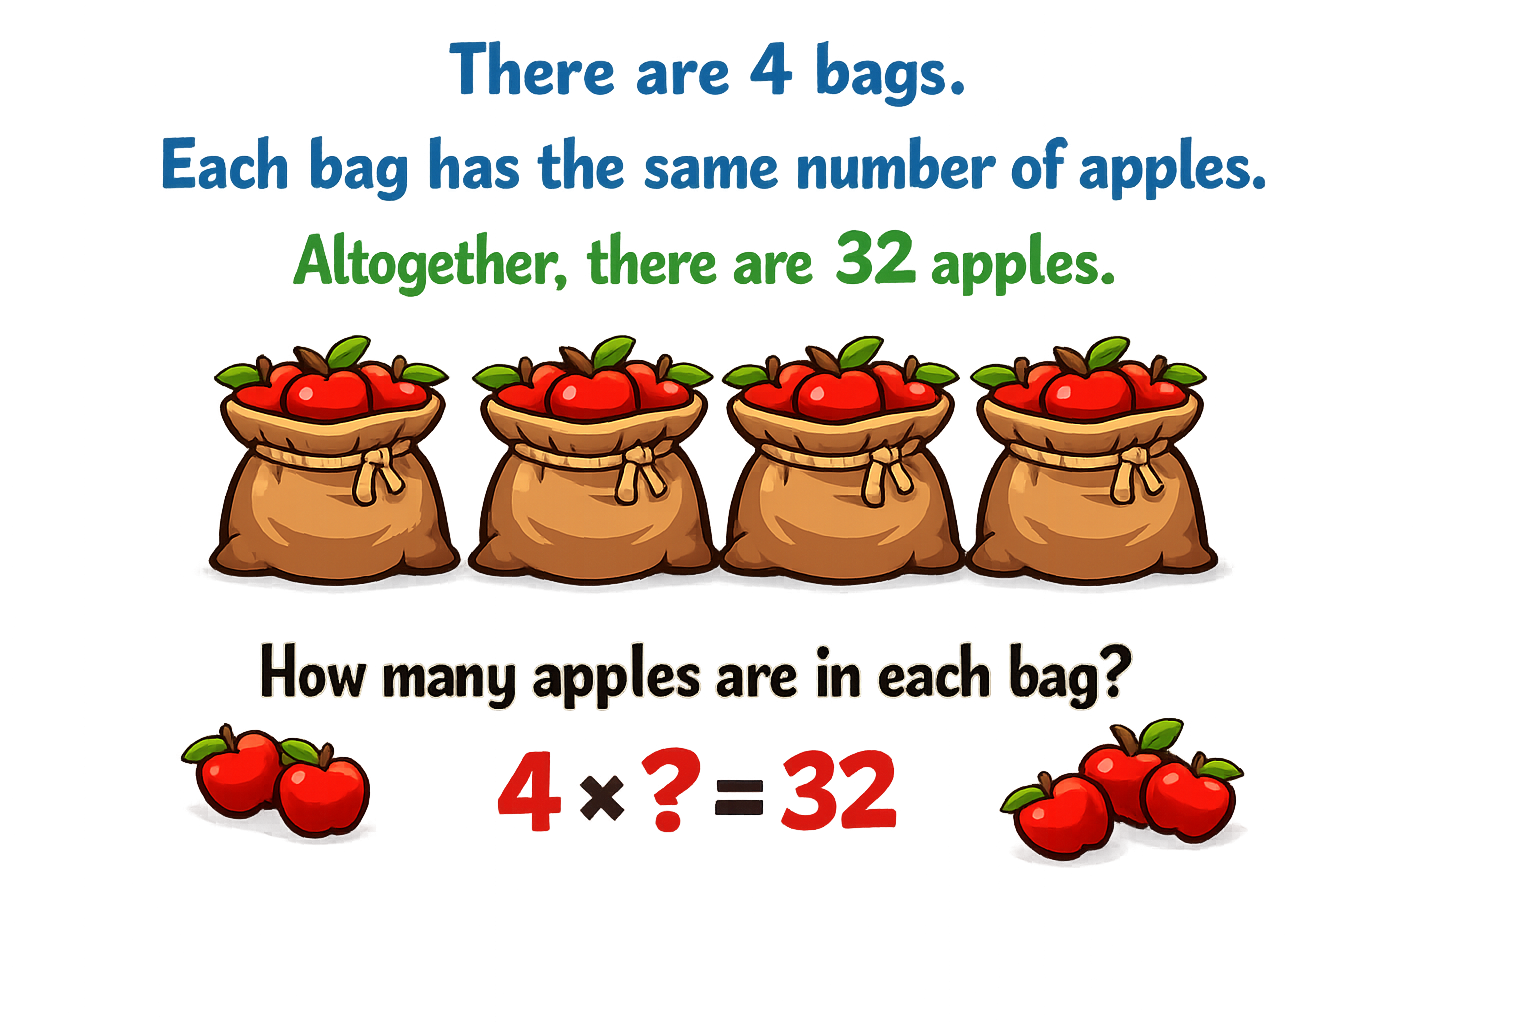 There are 4 bags.
Each bag has the same number of apples.
Altogether, there are 32 apples.
How many apples are in each bag?
4 × ? = 32